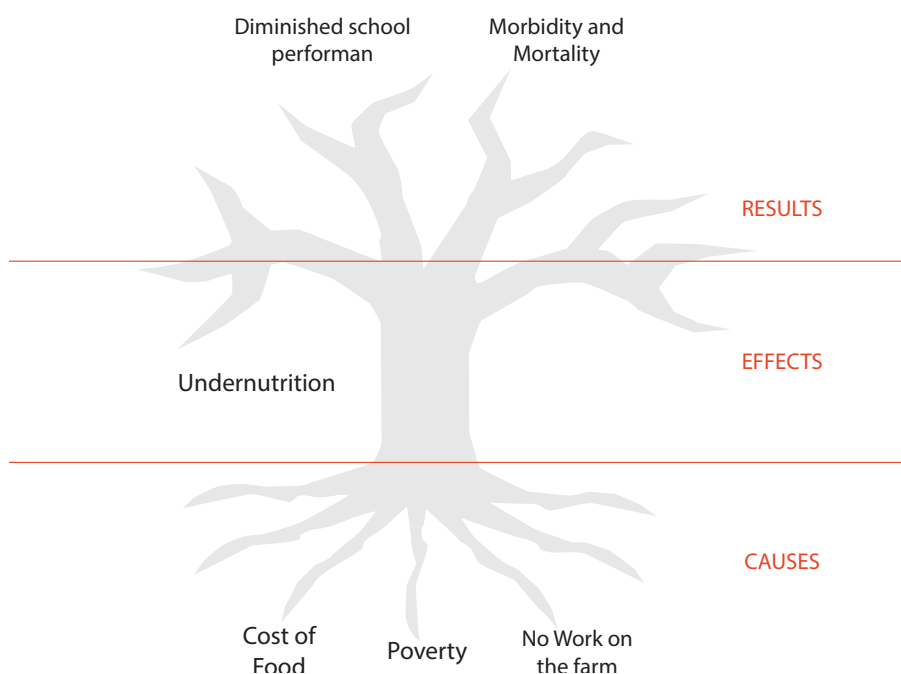 Diminished school
performan
Morbidity and
Mortality
RESULTS
EFFECTS
Undernutrition
CAUSES
Cost of
Food
Poverty
No Work on
the farm